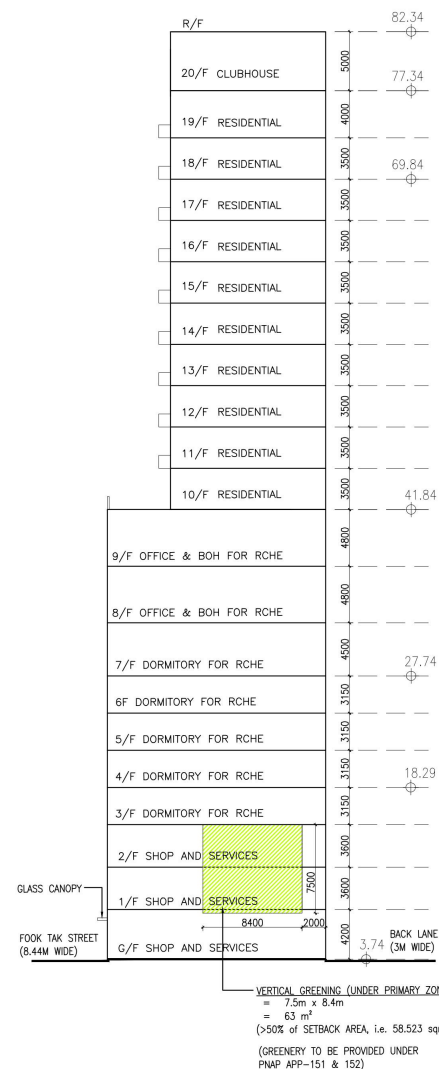 R/F
82.34
5000
20/F CLUBHOUSE
77.34
4000
19/F RESIDENTIAL
3500
18/F RESIDENTIAL
69.84
3500
17/F RESIDENTIAL
3500
16/F RESIDENTIAL
3500
15/F RESIDENTIAL
3500
14/F RESIDENTIAL
3500
13/F RESIDENTIAL
3500
12/F RESIDENTIAL
3500
11/F RESIDENTIAL
3500
10/F RESIDENTIAL
41.84
4800
9/F OFFICE & BOH FOR RCHE
4800
8/F OFFICE & BOH FOR RCHE
4500
7/F DORMITORY FOR RCHE
27.74
3150
6F DORMITORY FOR RCHE
3150
5/F DORMITORY FOR RCHE
3150
4/F DORMITORY FOR RCHE
18.29
3150
3/F DORMITORY FOR RCHE
3600
2/F SHOP AND SERVICES
7500
3600
GLASS CANOPY
1/F SHOP AND SERVICES
8400
2000
4200
FOOK TAK STREET
(8.44M WIDE)
G/F SHOP AND SERVICES
3.74
BACK LANE
(3M WIDE)
VERTICAL GREENING (UNDER PRIMARY ZON
= 7.5m x 8.4m
= 63 m²
(>50% of SETBACK AREA, i.e. 58.523 sq
(GREENERY TO BE PROVIDED UNDER
PNAP APP-151 & 152)